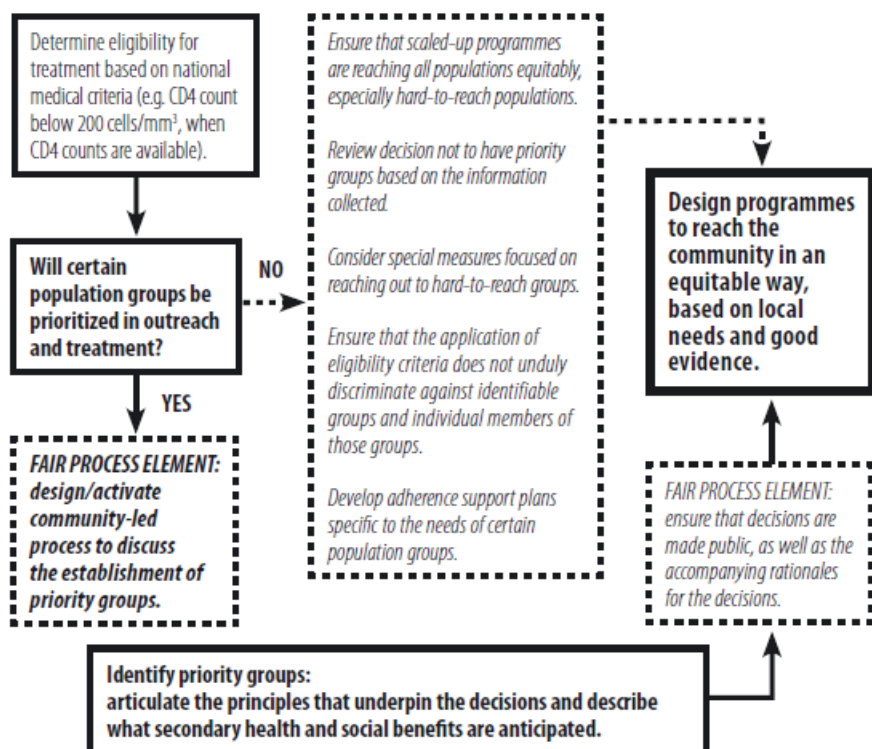 Determine eligibility for
treatment based on national
medical criteria (e.g. CD4 count
below 200 cells/mm³, when
CD4 counts are available).
Will certain
population groups be
prioritized in outreach
and treatment?
NO
YES
FAIR PROCESS ELEMENT:
design/activate
community-led
process to discuss
the establishment of
priority groups.
Ensure that scaled-up programmes
are reaching all populations equitably,
especially hard-to-reach populations.
Review decision not to have priority
groups based on the information
collected.
Consider special measures focused on
reaching out to hard-to-reach groups.
Ensure that the application of
eligibility criteria does not unduly
discriminate against identifiable
groups and individual members of
those groups.
Develop adherence support plans
specific to the needs of certain
population groups.
Design programmes
to reach the
community in an
equitable way,
based on local
needs and good
evidence.
FAIR PROCESS ELEMENT:
ensure that decisions are
made public, as well as the
accompanying rationales
for the decisions.
Identify priority groups:
articulate the principles that underpin the decisions and describe
what secondary health and social benefits are anticipated.